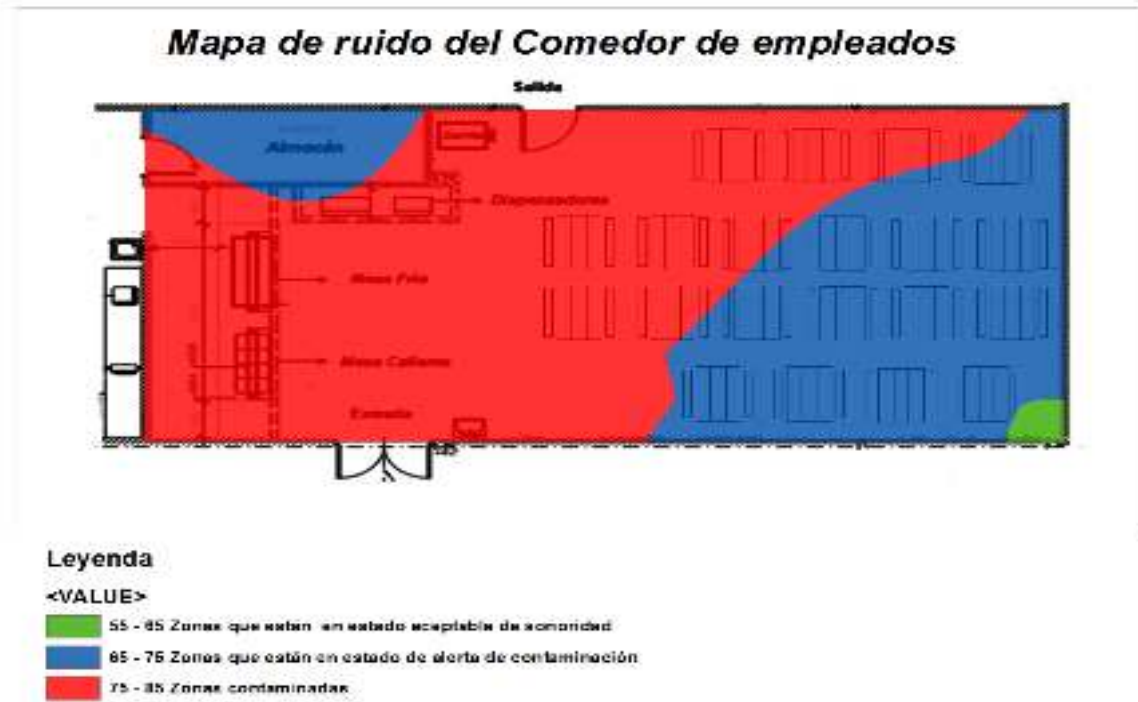 Mapa de ruido del Comedor de empleados
Salida
Almacén
Dispensadores
Mesa Fría
Mesa Caliente
Entrada
Leyenda
<VALUE>
55 - 65 Zonas que están en estado aceptable de sonoridad
65 - 75 Zonas que están en estado de alerta de contaminación
75 - 85 Zonas contaminadas